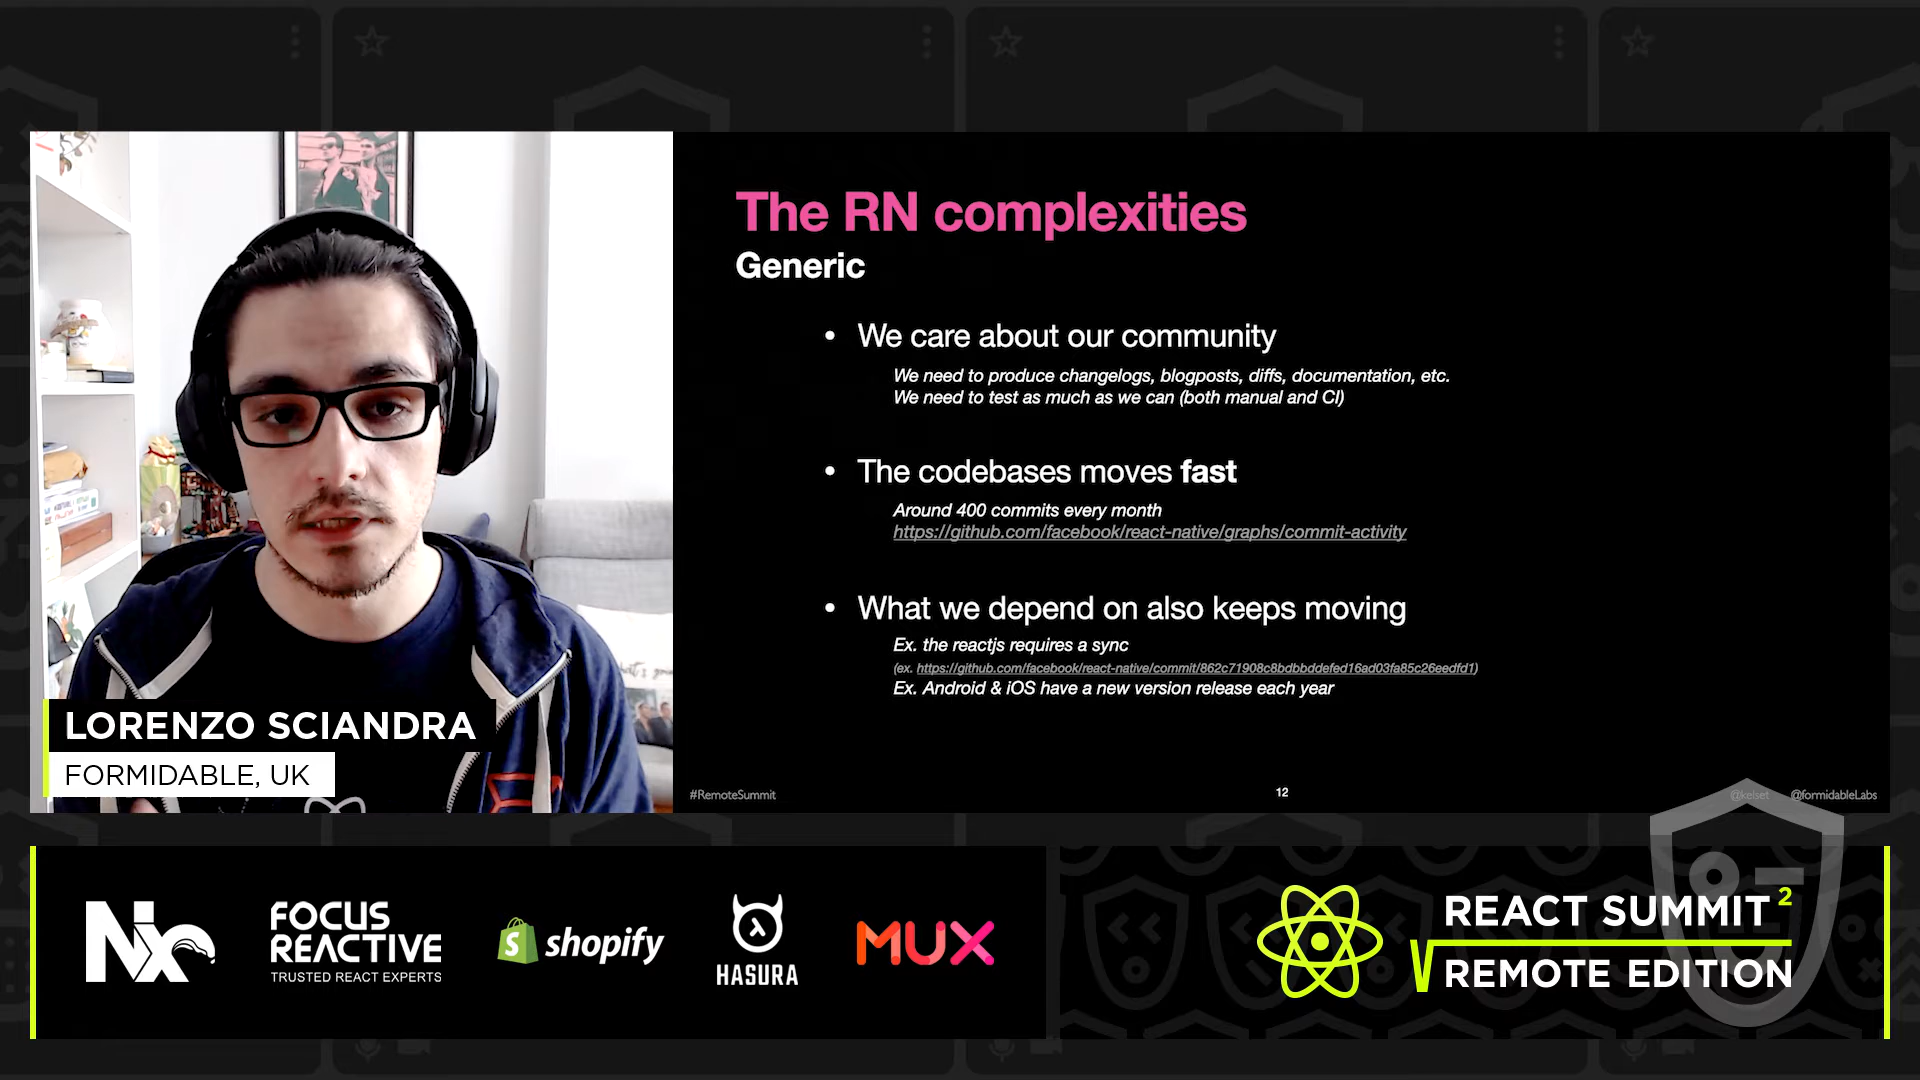 The RN complexities
Generic
• We care about our community
We need to produce changelogs, blogposts, diffs, documentation, etc.
We need to test as much as we can (both manual and CI)
• The codebases moves fast
Around 400 commits every month
https://github.com/facebook/react-native/graphs/commit-activity
• What we depend on also keeps moving
Ex. the reactjs requires a sync
(ex. https://github.com/facebook/react-native/commit/862c71908c8bdbbddefed16ad03fa85c26eedfd1)
Ex. Android & iOS have a new version release each year
LORENZO SCIANDRA
FORMIDABLE, UK
#RemoteSummit
12
@kelset
@formidableLabs
Nx
FOCUS
REACTIVE
TRUSTED REACT EXPERTS
shopify
HASURA
MUX
REACT SUMMIT 2
REMOTE EDITION